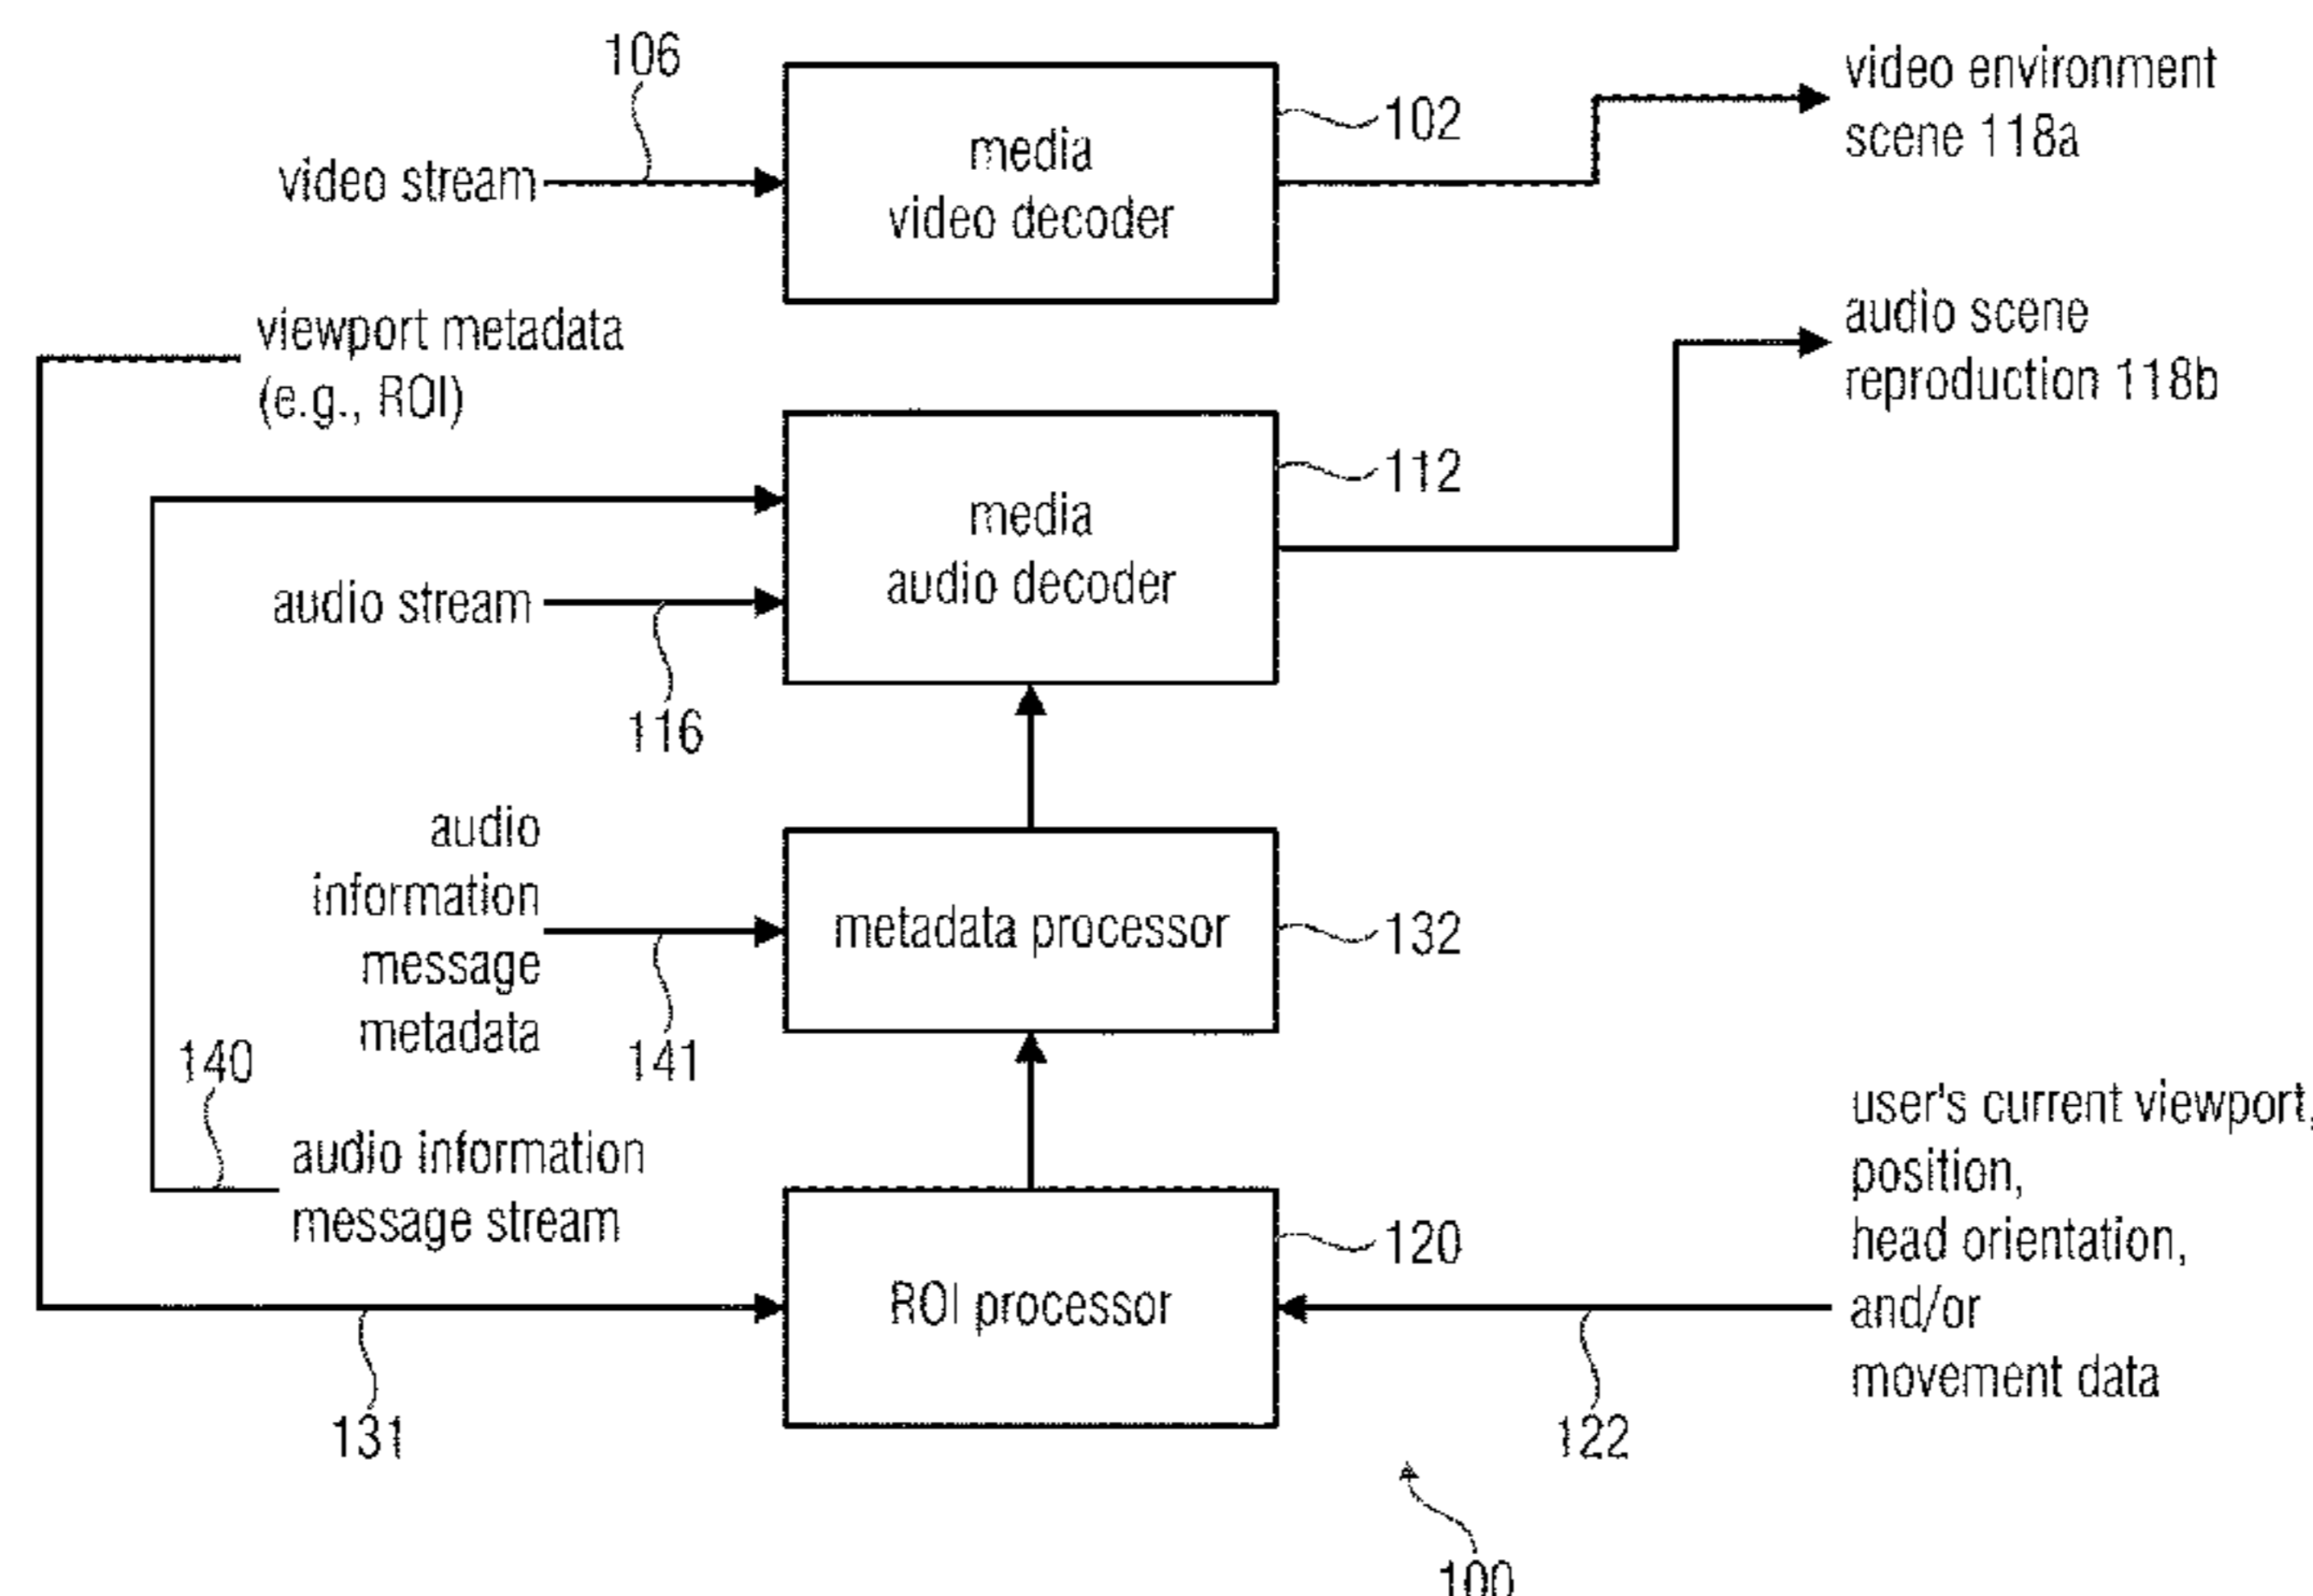 106
video stream
media
video decoder
102
video environment
scene 118a
viewport metadata
(e.g., ROI)
audio scene
reproduction 118b
audio stream
116
media
audio decoder
112
audio
information
message
metadata
141
metadata processor
132
140
audio information
message stream
131
ROI processor
120
user's current viewport,
position,
head orientation,
and/or
movement data
122
100